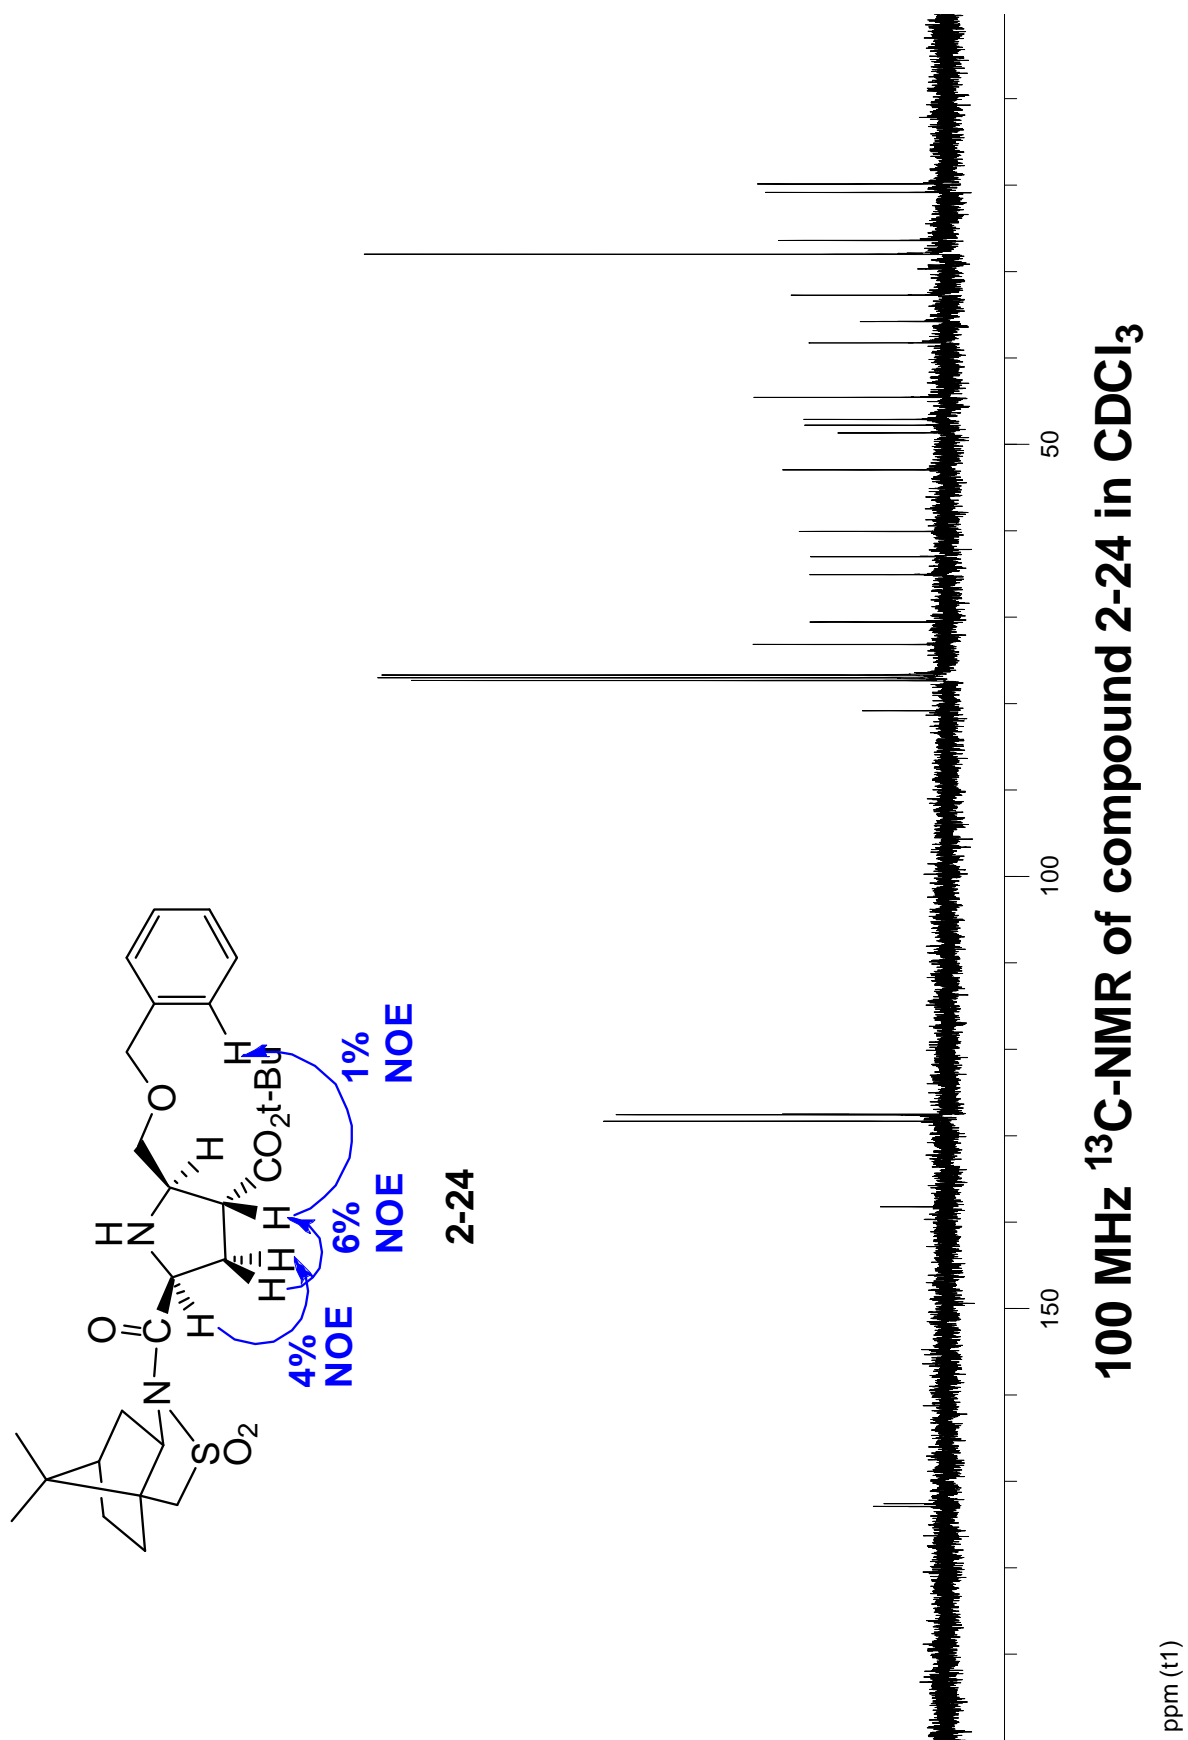 O
N
S
O₂
C
H
H
N
H
H
H
H
O
CO₂t-Bu
H
4%
NOE
6%
NOE
1%
NOE
2-24
150
100
50
ppm (t1)
100 MHz ¹³C-NMR of compound 2-24 in CDCl₃